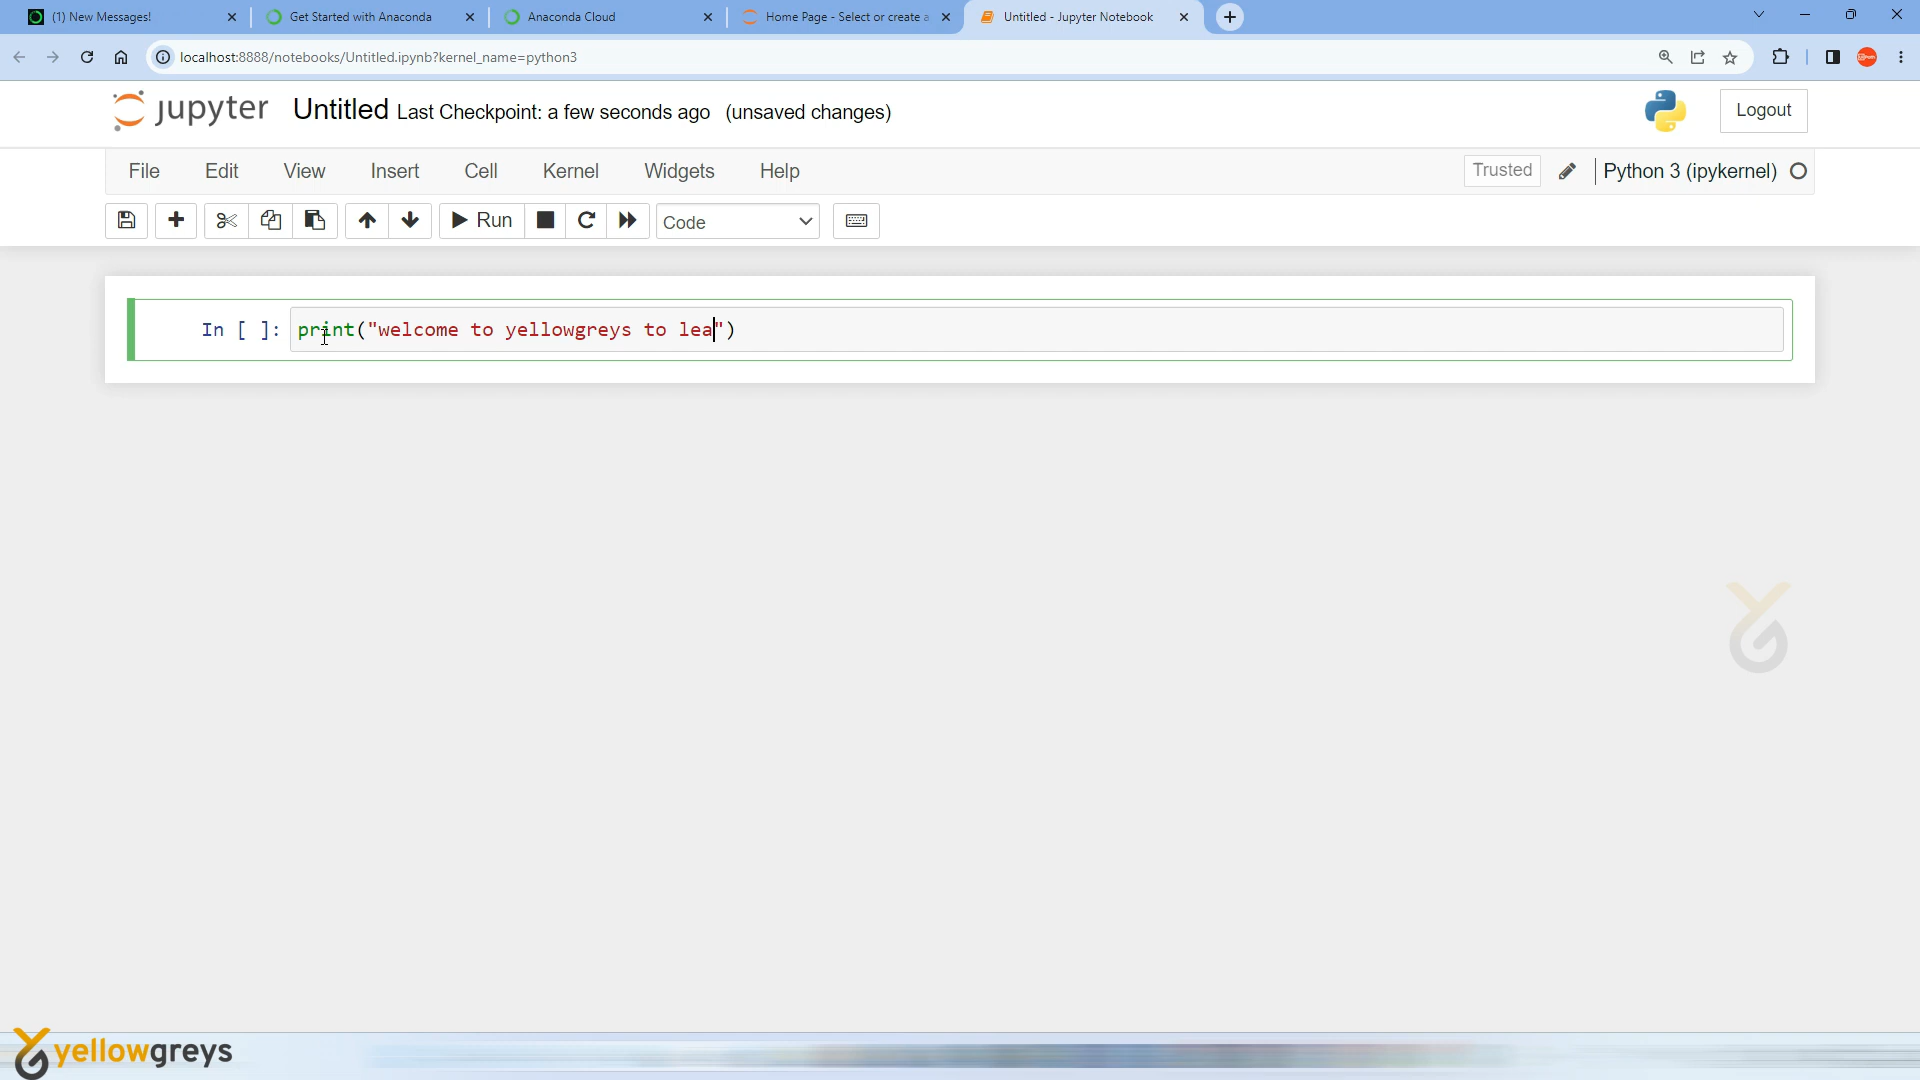 (1) New Messages!
Get Started with Anaconda
Anaconda Cloud
Home Page - Select or create a
Untitled - Jupyter Notebook
localhost:8888/notebooks/Untitled.ipynb?kernel_name=python3
jupyter Untitled Last Checkpoint: a few seconds ago (unsaved changes)
Logout
File Edit View Insert Cell Kernel Widgets Help
Trusted
Python 3 (ipykernel)
Run
Code
In [ ]: print("welcome to yellowgreys to lea")
yellowgreys